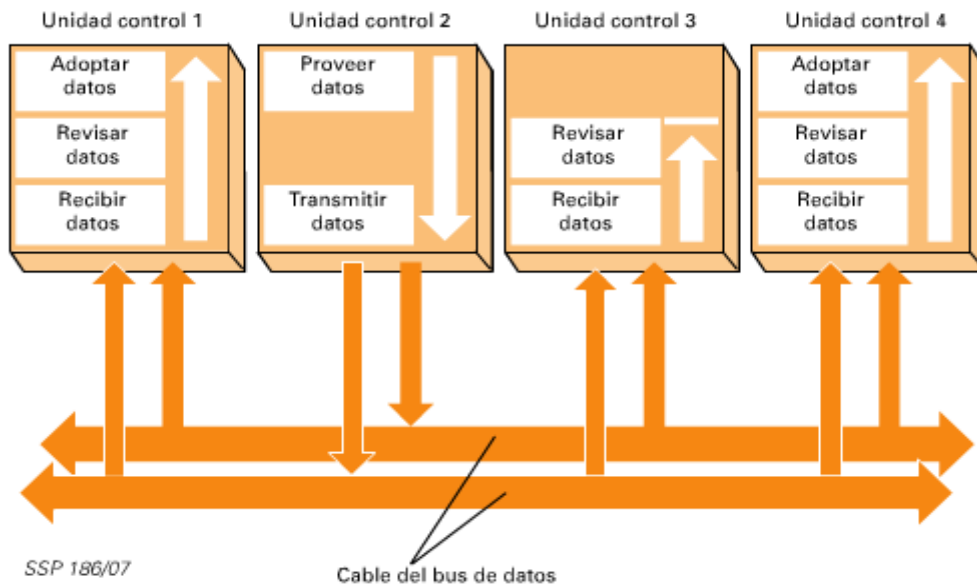 Unidad control 1
Unidad control 2
Unidad control 3
Unidad control 4
Adoptar
datos
Revisar
datos
Recibir
datos
Proveer
datos
Transmitir
datos
Revisar
datos
Recibir
datos
Adoptar
datos
Revisar
datos
Recibir
datos
SSP 186/07
Cable del bus de datos